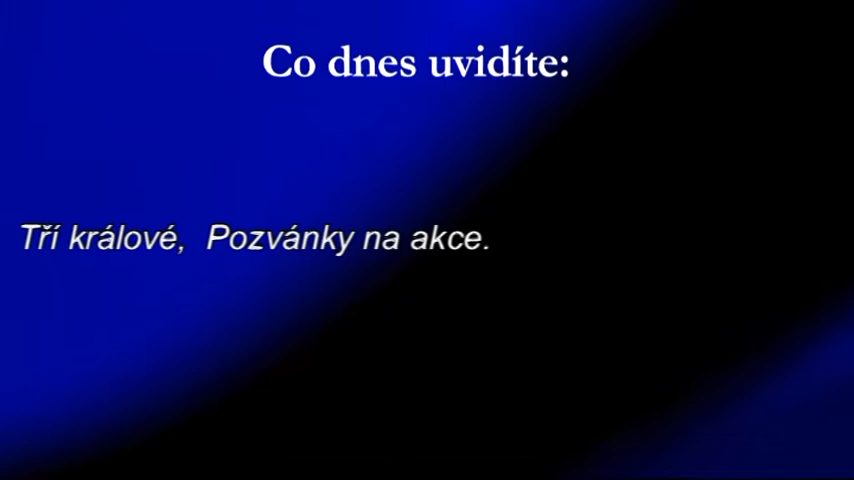 Co dnes uvidíte:
Tří králové, Pozvánky na akce.